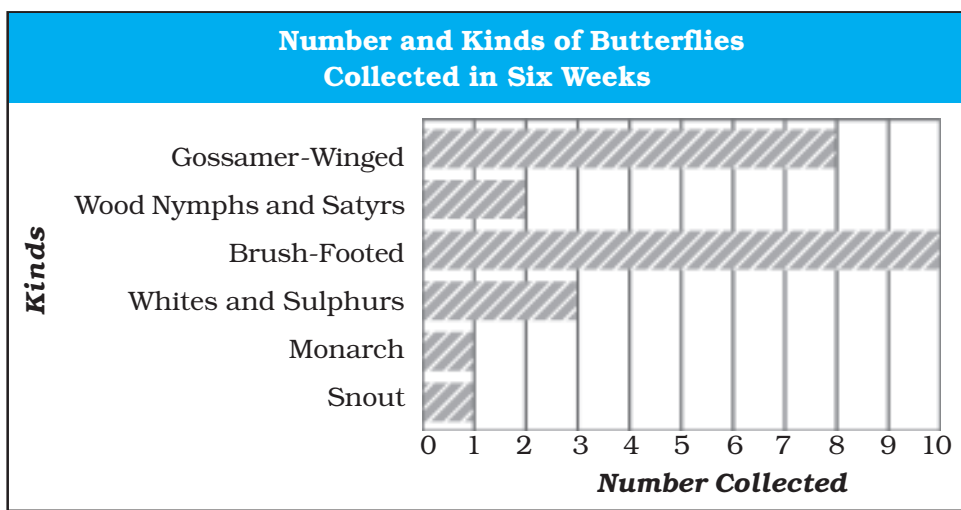 Number and Kinds of Butterflies
Collected in Six Weeks
Kinds
Gossamer-Winged
Wood Nymphs and Satyrs
Brush-Footed
Whites and Sulphurs
Monarch
Snout
0 1 2 3 4 5 6 7 8 9 10
Number Collected